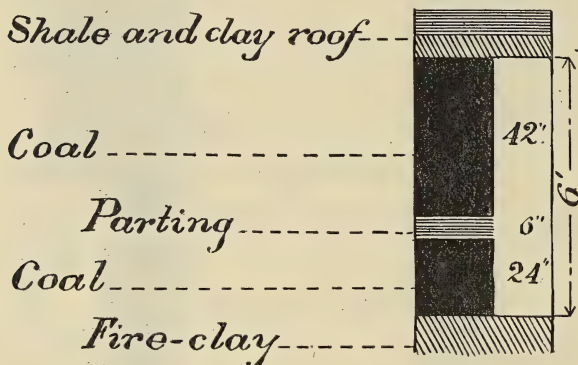 Shale and clay roof
Coal 42"
Parting 6"
Coal 24"
Fire-clay
6'